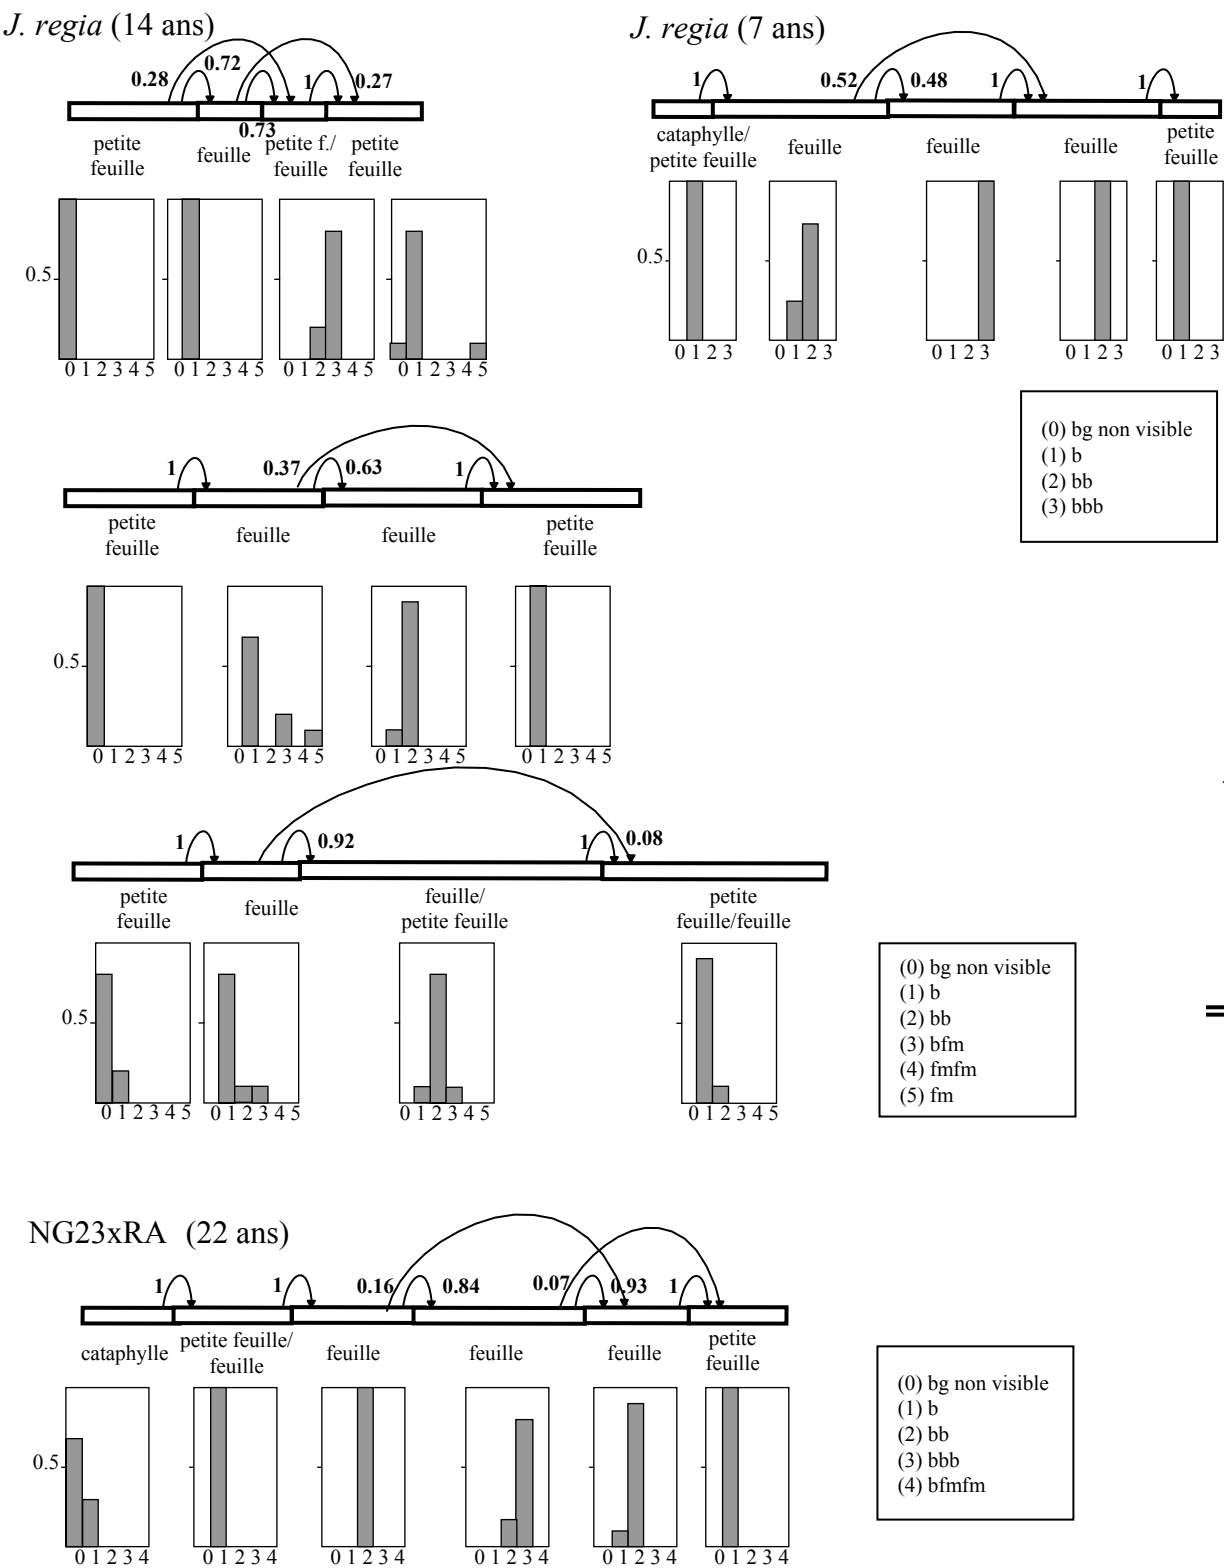 J. regia (14 ans)
0.28 0.72 1 0.27
0.73
petite feuille
feuille
petite f./ feuille
petite feuille
0.5
0 1 2 3 4 5 0 1 2 3 4 5 0 1 2 3 4 5 0 1 2 3 4 5
J. regia (7 ans)
1 0.52 0.48 1 1
cataphylle/ petite feuille
feuille
feuille
feuille
petite feuille
0.5
0 1 2 3 0 1 2 3 0 1 2 3 0 1 2 3 0 1 2 3
(0) bg non visible
(1) b
(2) bb
(3) bbb
1 0.37 0.63 1
petite feuille
feuille
feuille
petite feuille
0.5
0 1 2 3 4 5 0 1 2 3 4 5 0 1 2 3 4 5 0 1 2 3 4 5
1 0.92 1 0.08
petite feuille
feuille
feuille/ petite feuille
petite feuille/feuille
0.5
0 1 2 3 4 5 0 1 2 3 4 5 0 1 2 3 4 5 0 1 2 3 4 5
(0) bg non visible
(1) b
(2) bb
(3) bfm
(4) fmfm
(5) fm
NG23xRA (22 ans)
1 1 0.16 0.84 0.07 0.93 1
cataphylle
petite feuille/ feuille
feuille
feuille
feuille
petite feuille
0.5
0 1 2 3 4 0 1 2 3 4 0 1 2 3 4 0 1 2 3 4 0 1 2 3 4 0 1 2 3 4
(0) bg non visible
(1) b
(2) bb
(3) bbb
(4) bfmfm